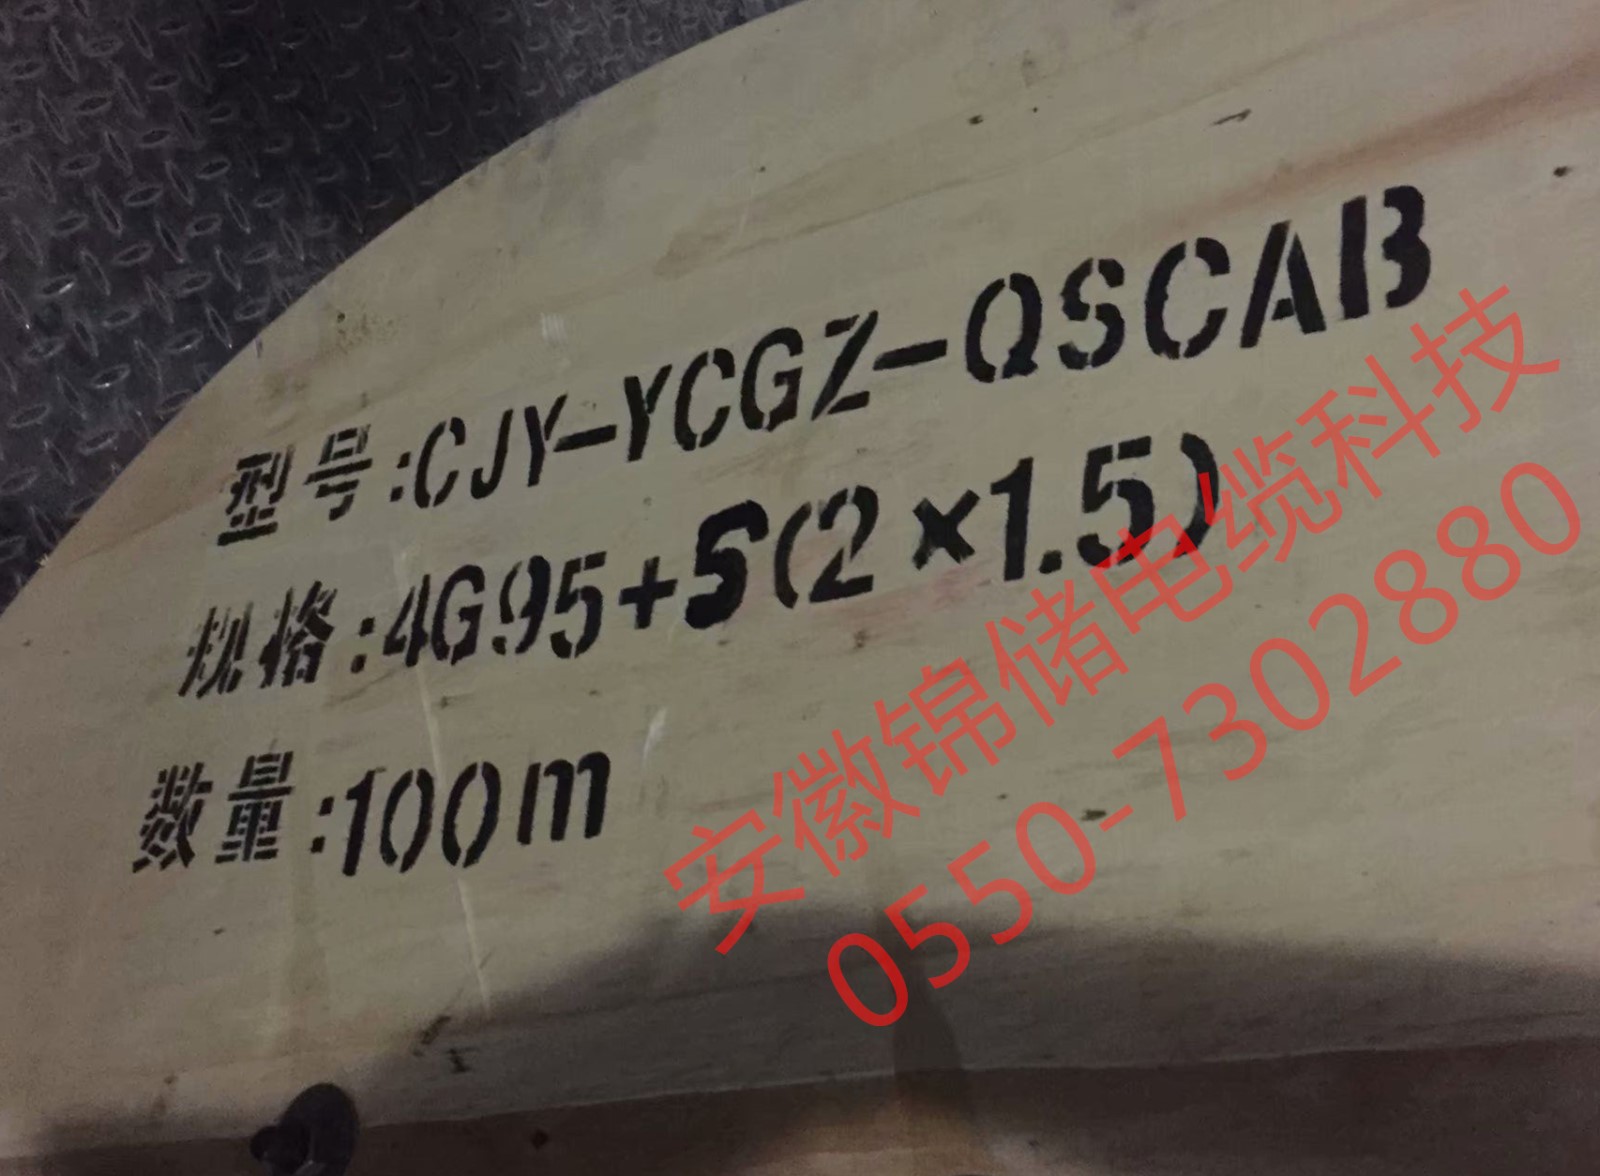 型号:CJY-YCGZ-QSCAB
规格:4G95+S(2×1.5)
数量:100m
安徽锦储电缆科技
0550-7302880